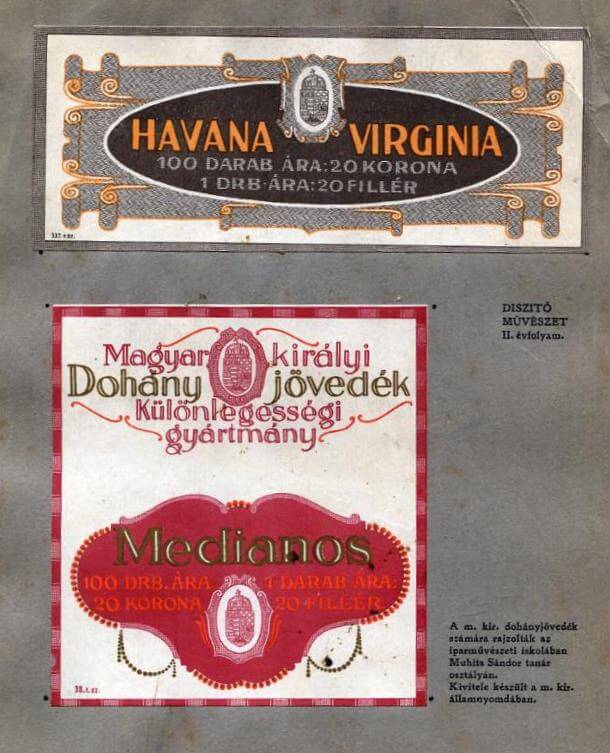 HAVANA VIRGINIA
100 DARAB ÁRA: 20 KORONA
1 DRB ÁRA: 20 FILLÉR
DISZITŐ
MŰVÉSZET
II. évfolyam.
Magyar királyi
Dohány jövedék
Különlegességi
gyártmány
Medianos
100 DRB. ÁRA 1 DARAB ÁRA:
20 KORONA 20 FILLÉR
A m. kir. dohányjövedék
számára rajzolták az
iparművészeti iskolában
Muhits Sándor tanár
osztályán.
Kivitele készült a m. kir.
államnyomdában.